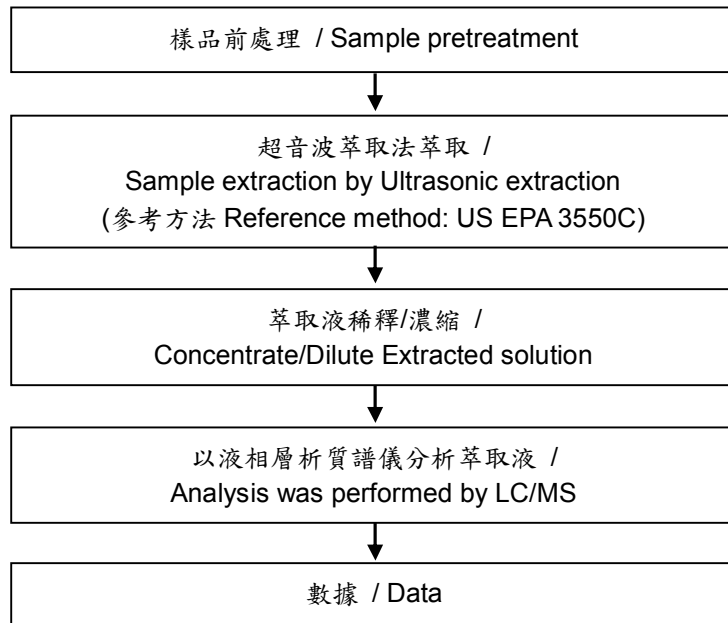 樣品前處理 / Sample pretreatment
超音波萃取法萃取 /
Sample extraction by Ultrasonic extraction
(參考方法 Reference method: US EPA 3550C)
萃取液稀釋/濃縮 /
Concentrate/Dilute Extracted solution
以液相層析質譜儀分析萃取液 /
Analysis was performed by LC/MS
數據 / Data